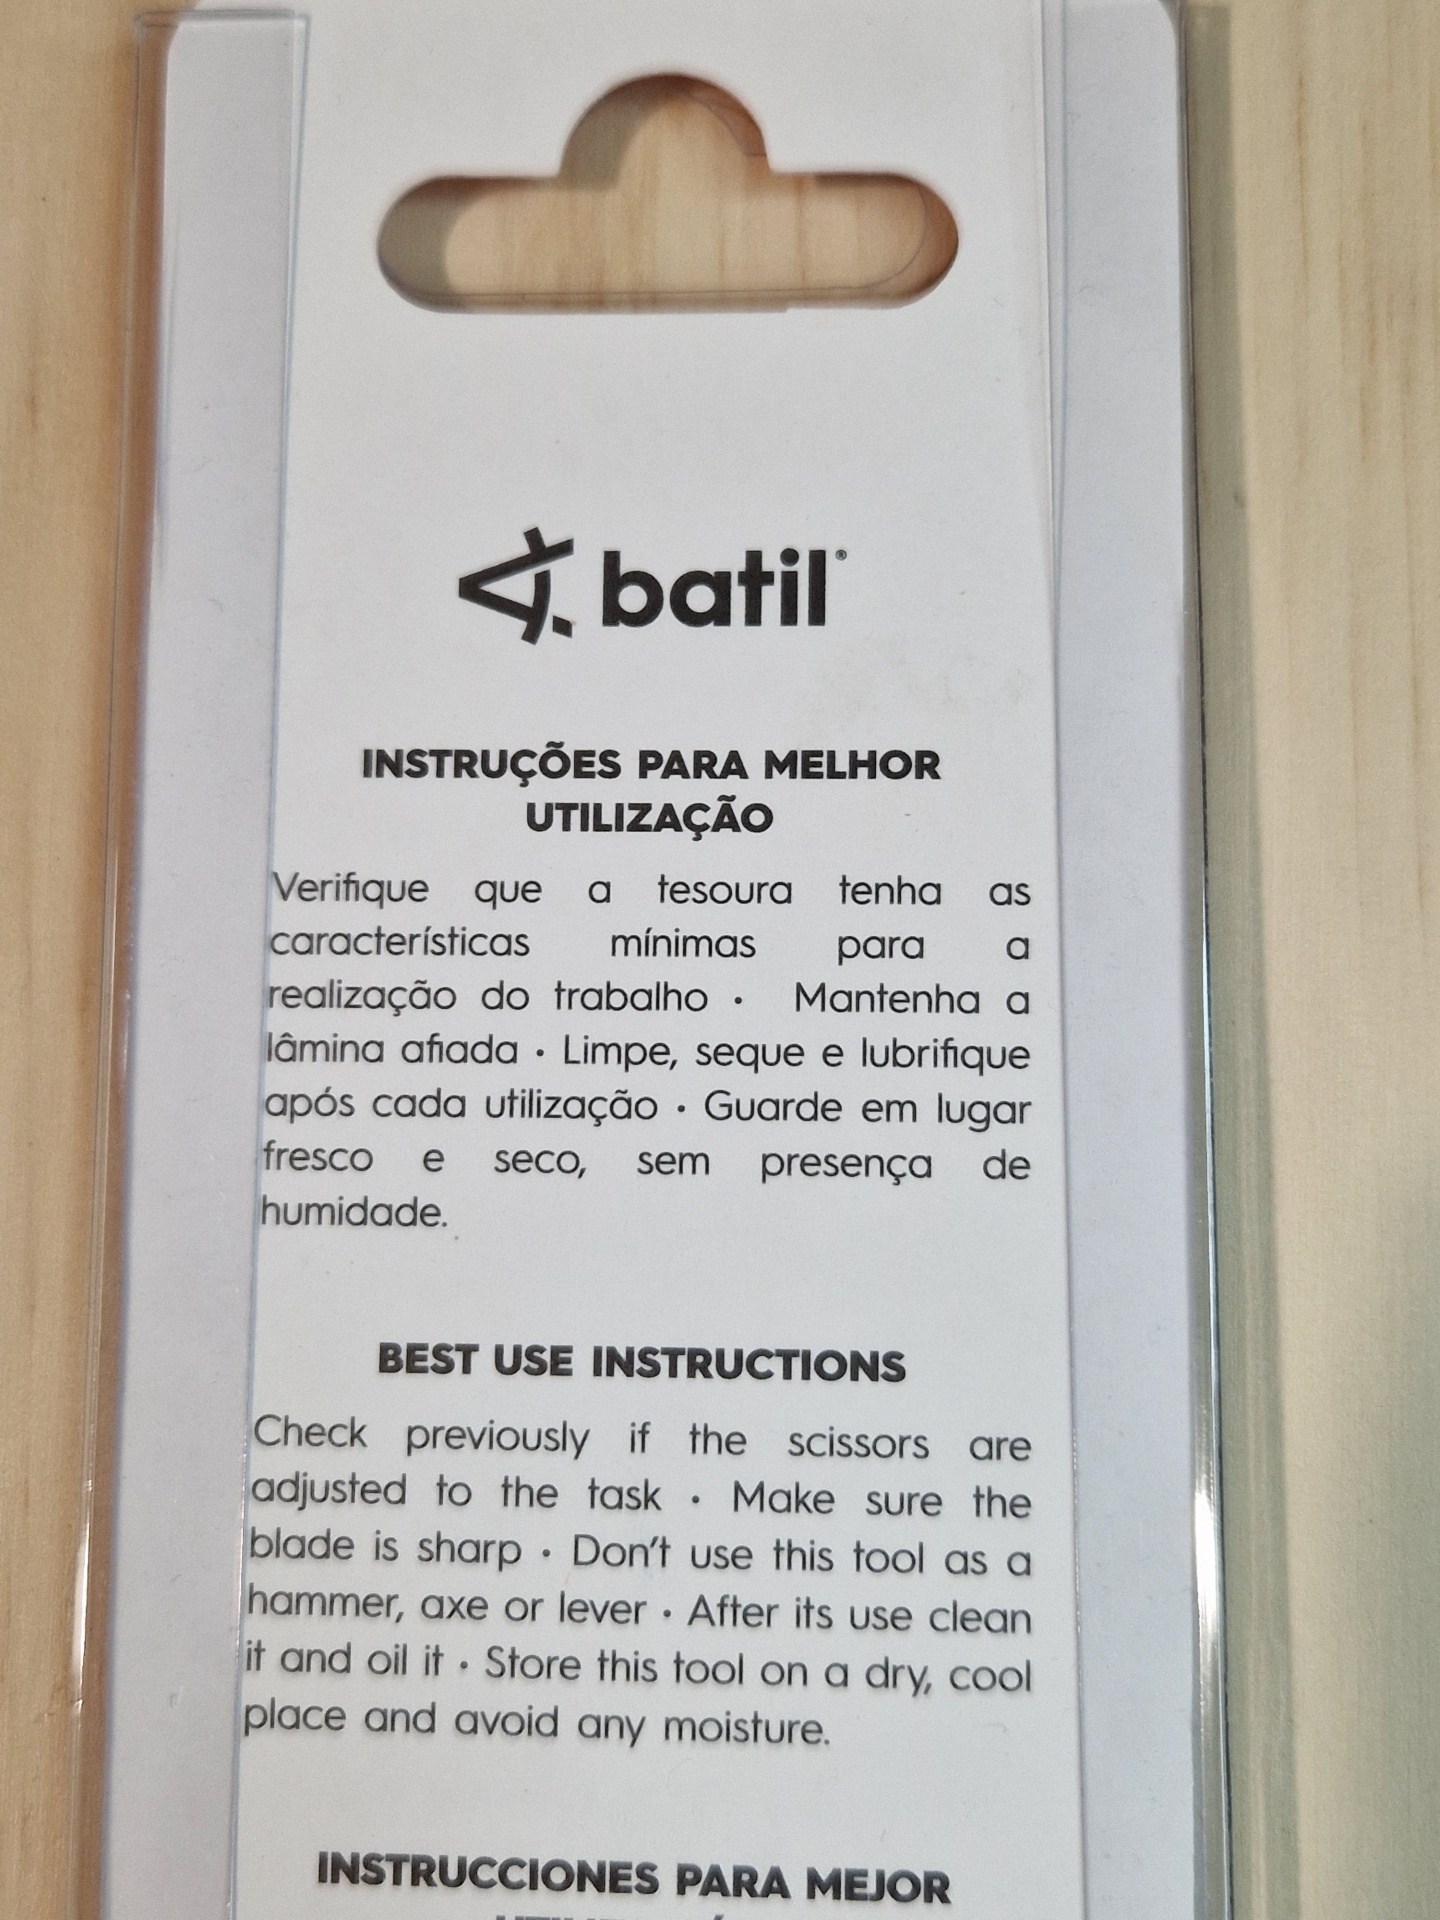 batil®
INSTRUÇÕES PARA MELHOR
UTILIZAÇÃO
Verifique que a tesoura tenha as
características mínimas para a
realização do trabalho · Mantenha a
lâmina afiada · Limpe, seque e lubrifique
após cada utilização · Guarde em lugar
fresco e seco, sem presença de
humidade.
BEST USE INSTRUCTIONS
Check previously if the scissors are
adjusted to the task · Make sure the
blade is sharp · Don't use this tool as a
hammer, axe or lever · After its use clean
it and oil it · Store this tool on a dry, cool
place and avoid any moisture.
INSTRUCCIONES PARA MEJOR